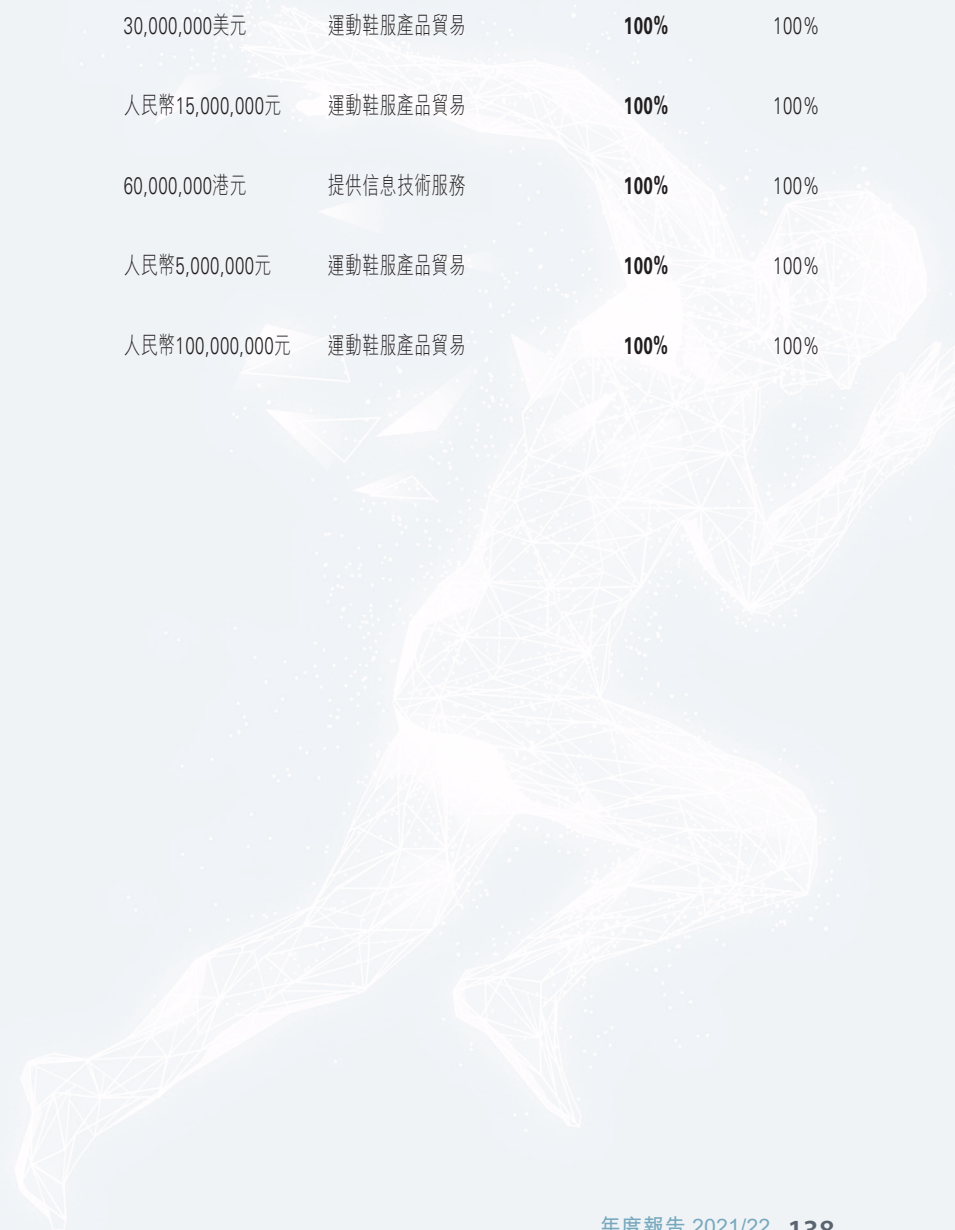 30,000,000美元 運動鞋服產品貿易 100% 100%
人民幣15,000,000元 運動鞋服產品貿易 100% 100%
60,000,000港元 提供信息技術服務 100% 100%
人民幣5,000,000元 運動鞋服產品貿易 100% 100%
人民幣100,000,000元 運動鞋服產品貿易 100% 100%
年度報告 2021/22 138